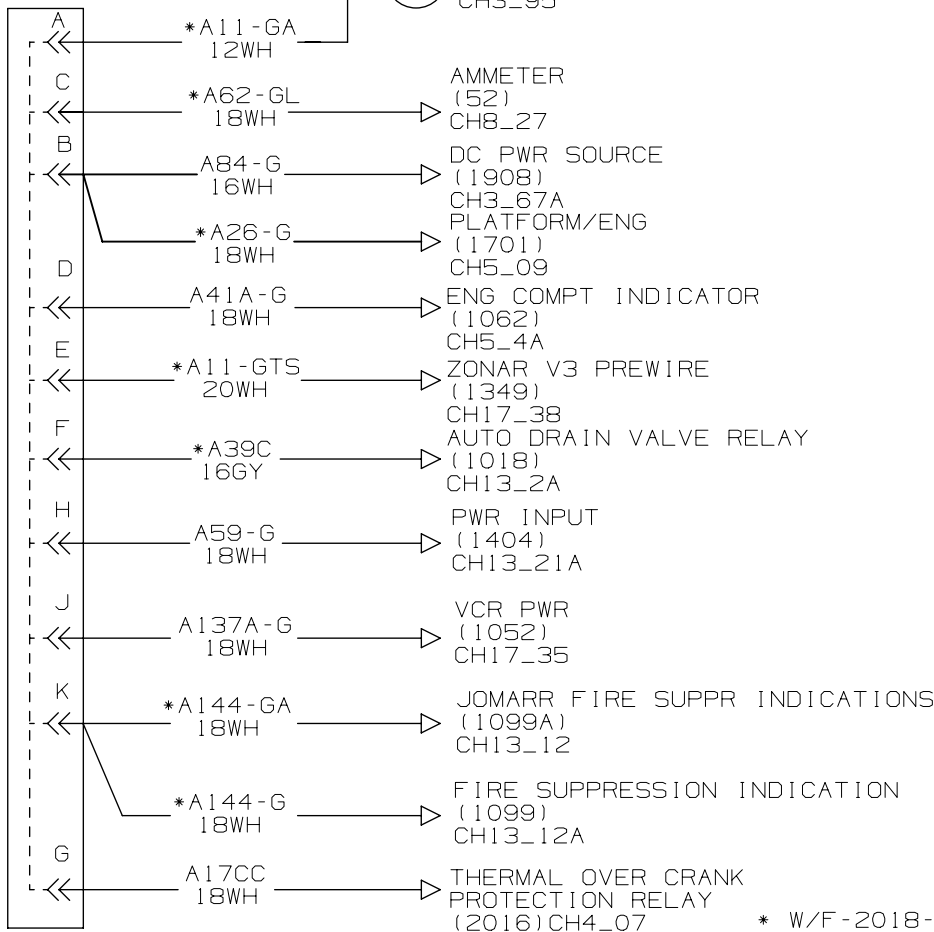 CH3_95
A
*A11-GA
12WH
C
*A62-GL
18WH
AMMETER
(52)
CH8_27
B
A84-G
16WH
DC PWR SOURCE
(1908)
CH3_67A
*A26-G
18WH
PLATFORM/ENG
(1701)
CH5_09
D
A41A-G
18WH
ENG COMPT INDICATOR
(1062)
CH5_4A
E
*A11-GTS
20WH
ZONAR V3 PREWIRE
(1349)
CH17_38
F
*A39C
16GY
AUTO DRAIN VALVE RELAY
(1018)
CH13_2A
H
A59-G
18WH
PWR INPUT
(1404)
CH13_21A
J
A137A-G
18WH
VCR PWR
(1052)
CH17_35
K
*A144-GA
18WH
JOMARR FIRE SUPPR INDICATIONS
(1099A)
CH13_12
*A144-G
18WH
FIRE SUPPRESSION INDICATION
(1099)
CH13_12A
G
A17CC
18WH
THERMAL OVER CRANK
PROTECTION RELAY
(2016)CH4_07
* W/F-2018-